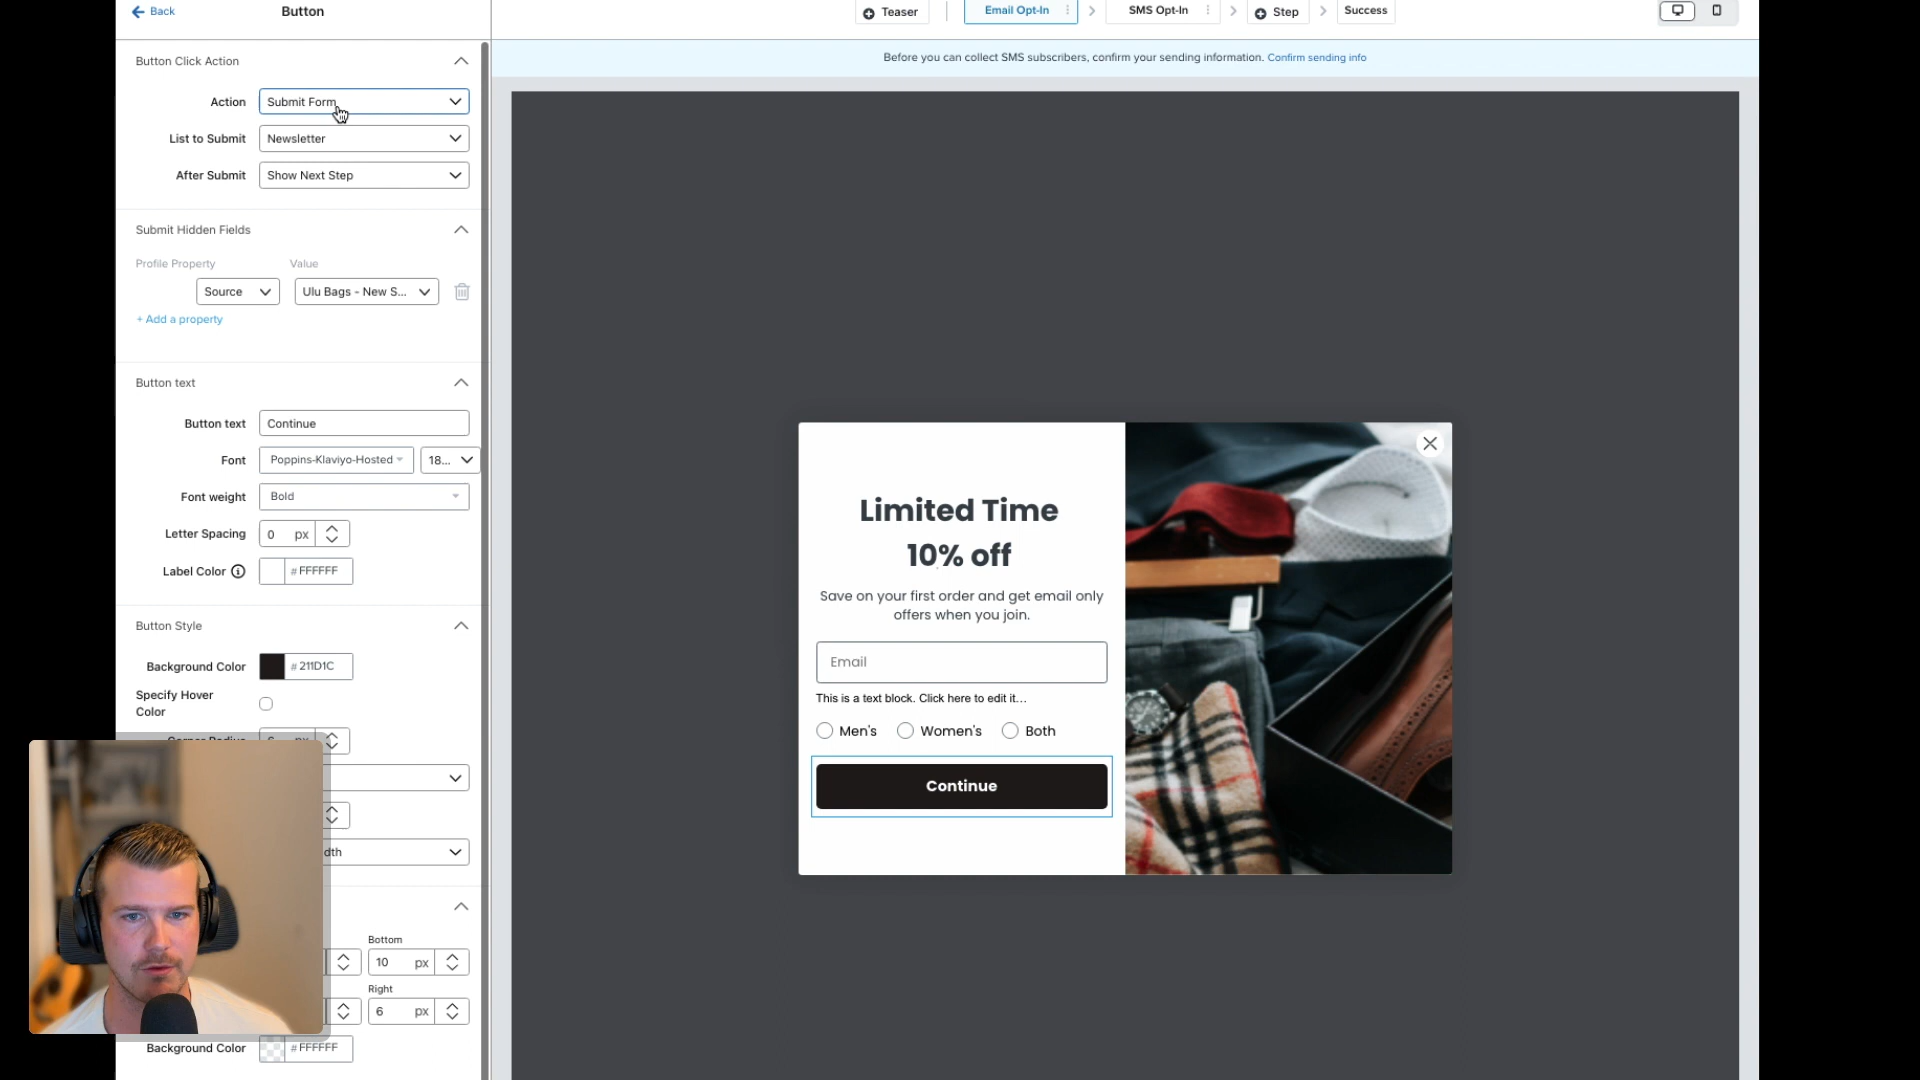 Back
Button
Teaser
Email Opt-In
SMS Opt-In
Step
Success
Before you can collect SMS subscribers, confirm your sending information. Confirm sending info
Button Click Action
Action
Submit Form
List to Submit
Newsletter
After Submit
Show Next Step
Submit Hidden Fields
Profile Property
Value
Source
Ulu Bags - New S...
+ Add a property
Button text
Button text
Continue
Font
Poppins-Klaviyo-Hosted
18...
Font weight
Bold
Letter Spacing
0 px
Label Color
# FFFFFF
Button Style
Background Color
# 211D1C
Specify Hover
Color
Corner Radius
px
dth
Bottom
10 px
Right
6 px
Background Color
# FFFFFF
Limited Time
10% off
Save on your first order and get email only
offers when you join.
Email
This is a text block. Click here to edit it...
Men's
Women's
Both
Continue